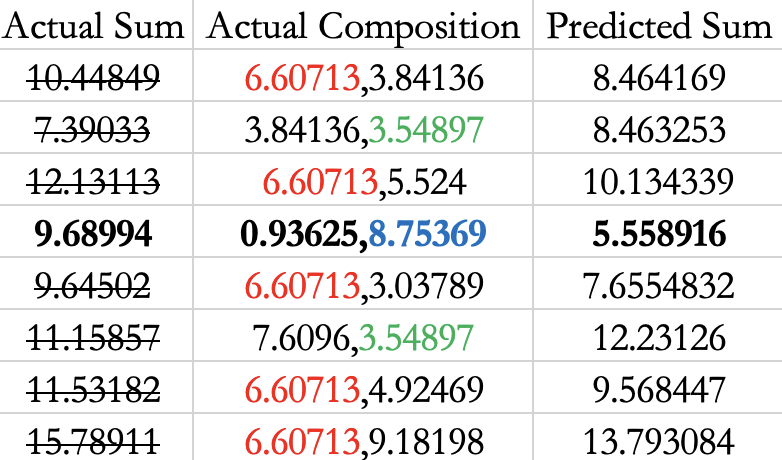 Actual Sum Actual Composition Predicted Sum
10.44849 6.60713,3.84136 8.464169
7.39033 3.84136,3.54897 8.463253
12.13113 6.60713,5.524 10.134339
9.68994 0.93625,8.75369 5.558916
9.64502 6.60713,3.03789 7.6554832
11.15857 7.6096,3.54897 12.23126
11.53182 6.60713,4.92469 9.568447
15.78911 6.60713,9.18198 13.793084